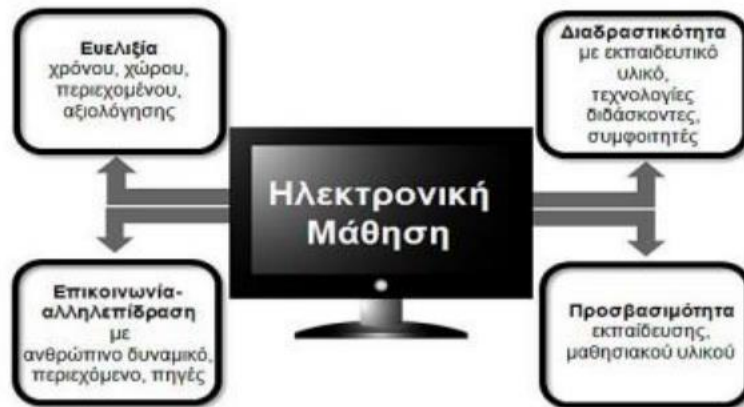 Ευελιξία
χρόνου, χώρου,
περιεχομένου,
αξιολόγησης
Διαδραστικότητα
με εκπαιδευτικό
υλικό,
τεχνολογίες
διδάσκοντες,
συμφοιτητές
Ηλεκτρονική
Μάθηση
Επικοινωνία-
αλληλεπίδραση
με
ανθρώπινο δυναμικό,
περιεχόμενο, πηγές
Προσβασιμότητα
εκπαίδευσης,
μαθησιακού υλικού